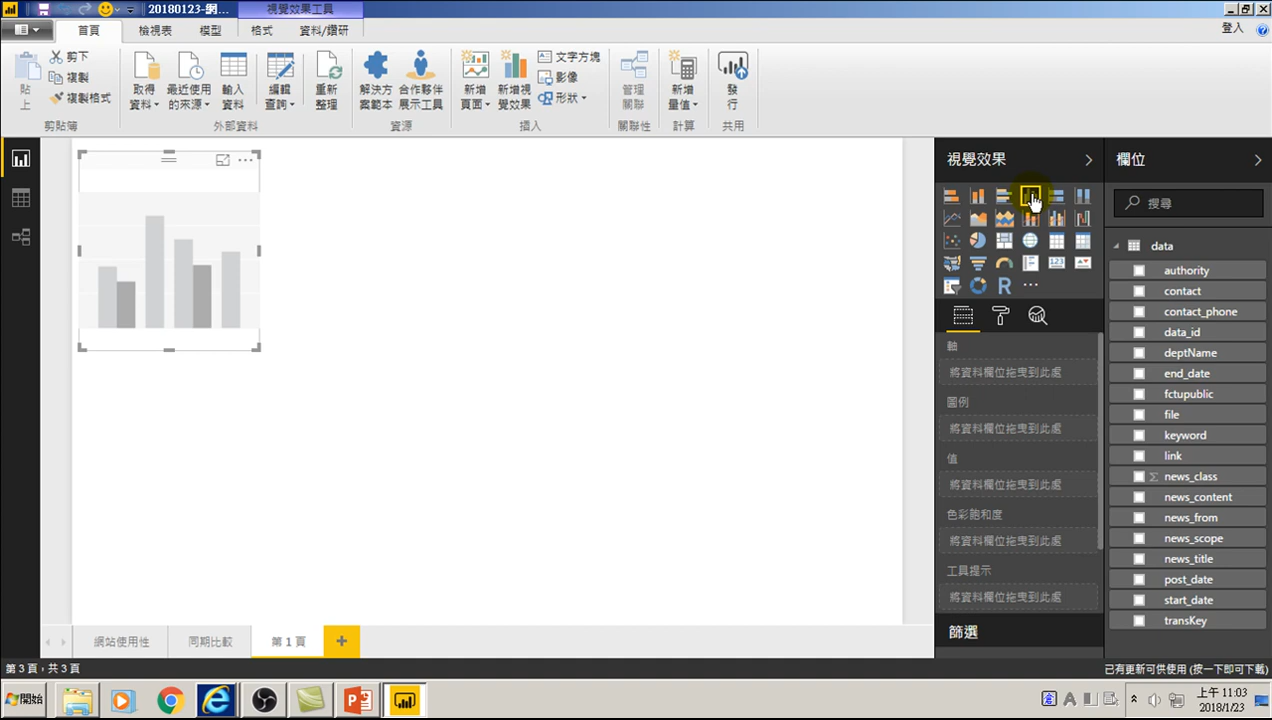 20180123-網...
視覺效果工具
首頁
檢視表
模型
格式
資料/鑽研
登入
貼上
剪下
複製
複製格式
剪貼簿
取得資料
最近使用的來源
輸入資料
編輯查詢
外部資料
重新整理
解決方案範本
合作夥伴展示工具
資源
新增頁面
新增視覺效果
文字方塊
影像
形狀
插入
管理關聯
關聯性
新增量值
計算
發行
共用
視覺效果
欄位
搜尋
data
authority
contact
contact_phone
data_id
deptName
end_date
fctupublic
file
keyword
link
Σ news_class
news_content
news_from
news_scope
news_title
post_date
start_date
transKey
123
R
軸
將資料欄位拖曳到此處
圖例
將資料欄位拖曳到此處
值
將資料欄位拖曳到此處
色彩飽和度
將資料欄位拖曳到此處
工具提示
將資料欄位拖曳到此處
篩選
網站使用性
同期比較
第 1 頁
第 3 頁，共 3 頁
已有更新可供使用 (按一下即可下載)
開始
上午 11:03
2018/1/23